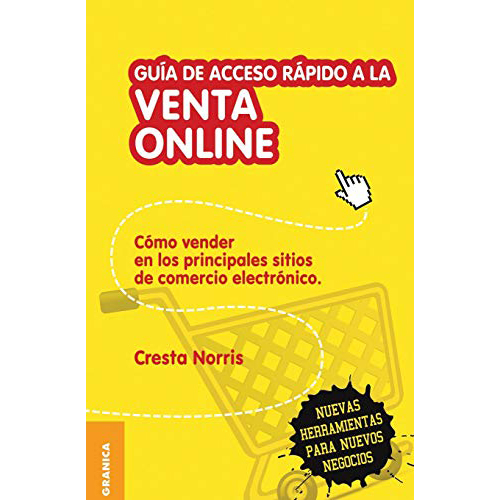 GUÍA DE ACCESO RÁPIDO A LA
VENTA
ONLINE
Cómo vender
en los principales sitios
de comercio electrónico.
Cresta Norris
NUEVAS
HERRAMIENTAS
PARA NUEVOS
NEGOCIOS
GRANICA